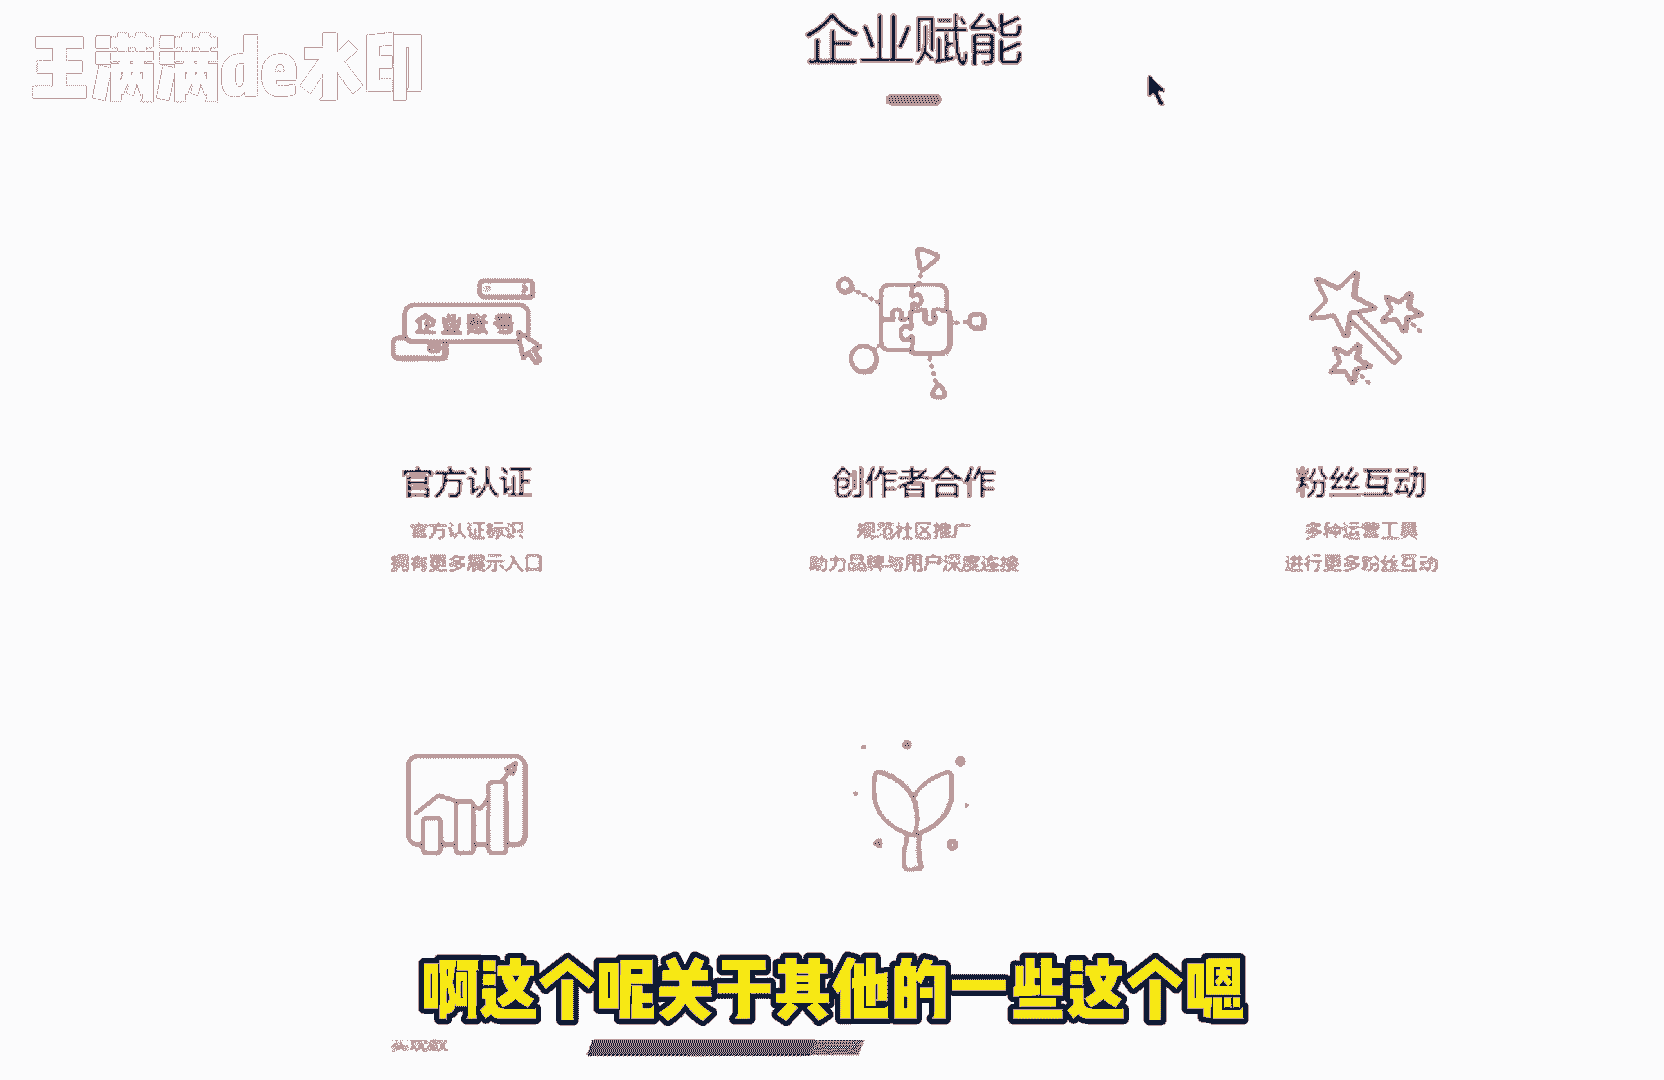 王满满de水印
企业赋能
企业账号
官方认证
创作者合作
粉丝互动
官方认证标识
规范社区推广
多种运营工具
拥有更多展示入口
助力品牌与用户深度连接
进行更多粉丝互动
啊这个呢关于其他的一些这个嗯